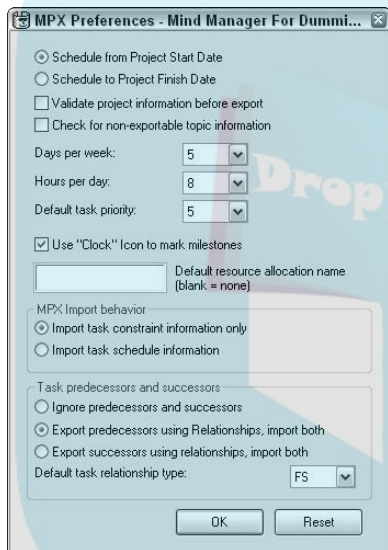 MPX Preferences - Mind Manager For Dummi...
Schedule from Project Start Date
Schedule to Project Finish Date
Validate project information before export
Check for non-exportable topic information
Days per week: 5
Hours per day: 8
Default task priority: 5
Drop
Use "Clock" Icon to mark milestones
Default resource allocation name
(blank = none)
MPX Import behavior
Import task constraint information only
Import task schedule information
Task predecessors and successors
Ignore predecessors and successors
Export predecessors using Relationships, import both
Export successors using relationships, import both
Default task relationship type: FS
OK Reset